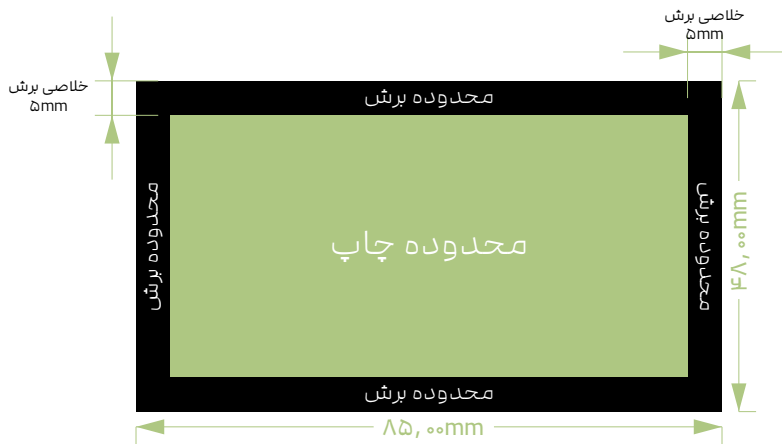 خلاصی برش
۵mm
خلاصی برش
۵mm
محدوده برش
محدوده برش
محدوده چاپ
محدوده برش
۴۸,۰۰mm
محدوده برش
۸۵,۰۰mm